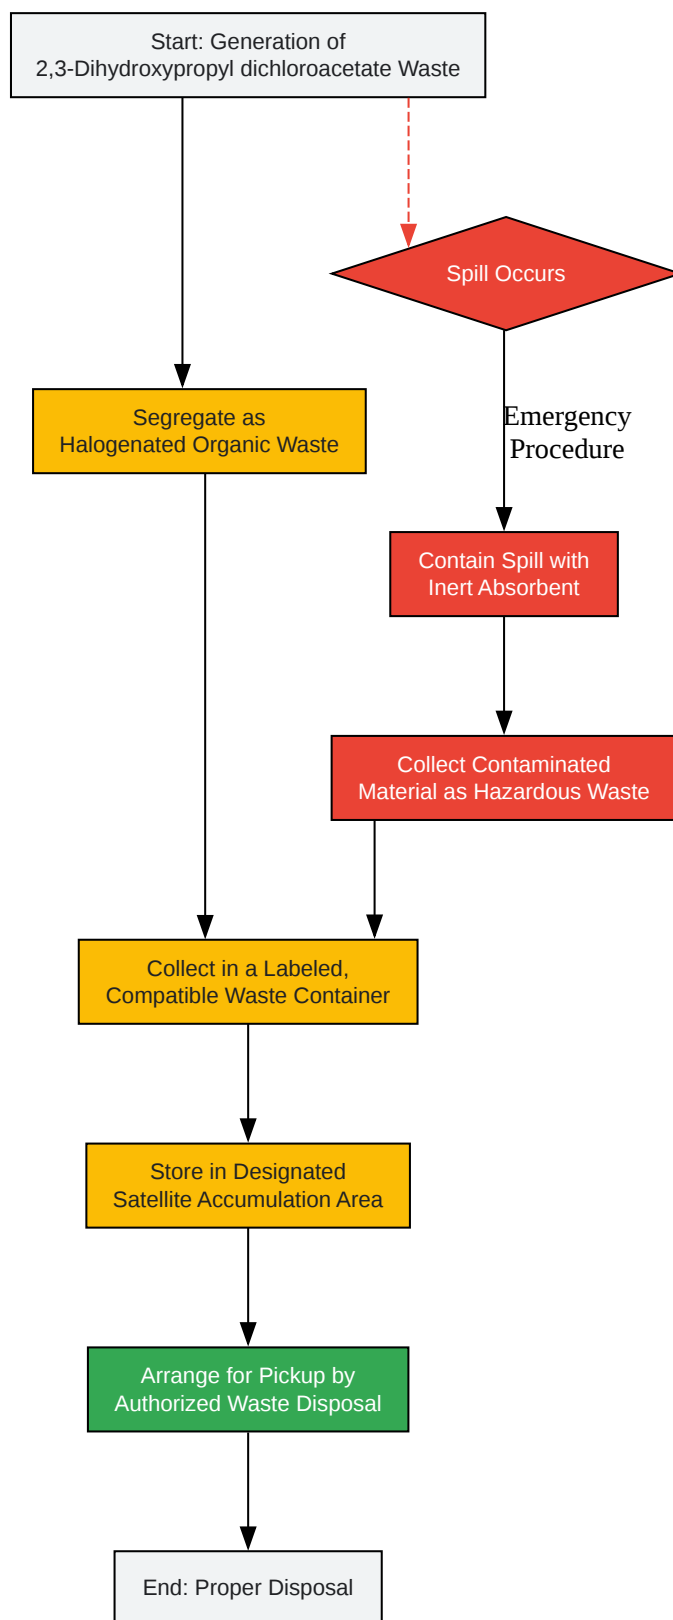 Start: Generation of
2,3-Dihydroxypropyl dichloroacetate Waste
Spill Occurs
Segregate as
Halogenated Organic Waste
Emergency
Procedure
Contain Spill with
Inert Absorbent
Collect Contaminated
Material as Hazardous Waste
Collect in a Labeled,
Compatible Waste Container
Store in Designated
Satellite Accumulation Area
Arrange for Pickup by
Authorized Waste Disposal
End: Proper Disposal